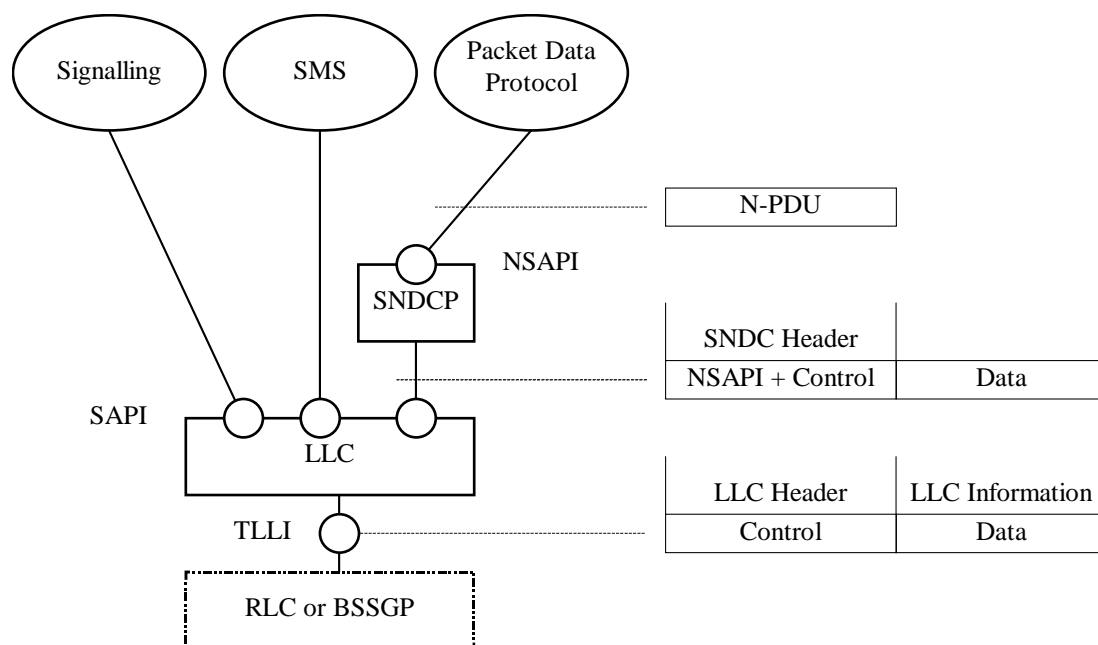 Signalling
SMS
Packet Data
Protocol
N-PDU
NSAPI
SNDCP
SNDC Header
NSAPI + Control
Data
SAPI
LLC
LLC Header
LLC Information
TLLI
Control
Data
RLC or BSSGP